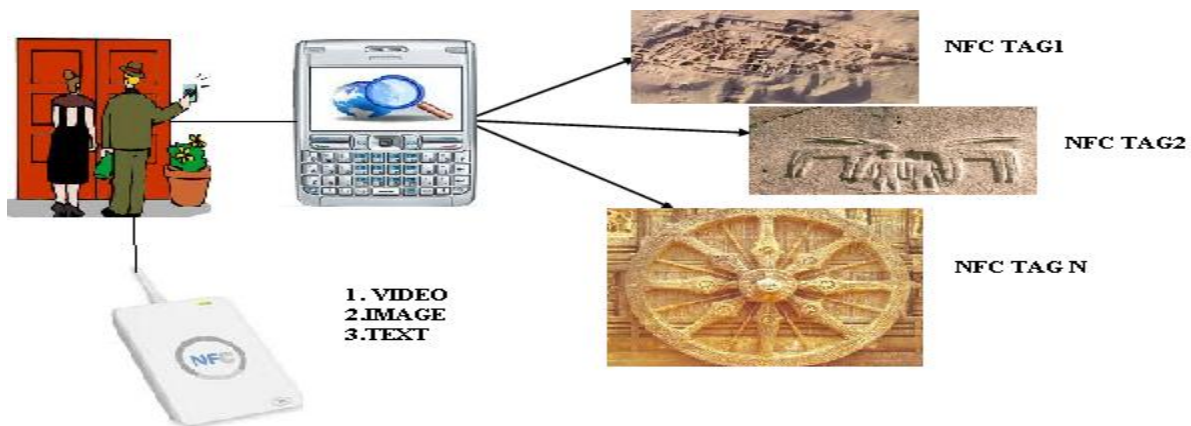 NFC TAG1
NFC TAG2
NFC TAG N
1. VIDEO
2.IMAGE
3.TEXT
NFC